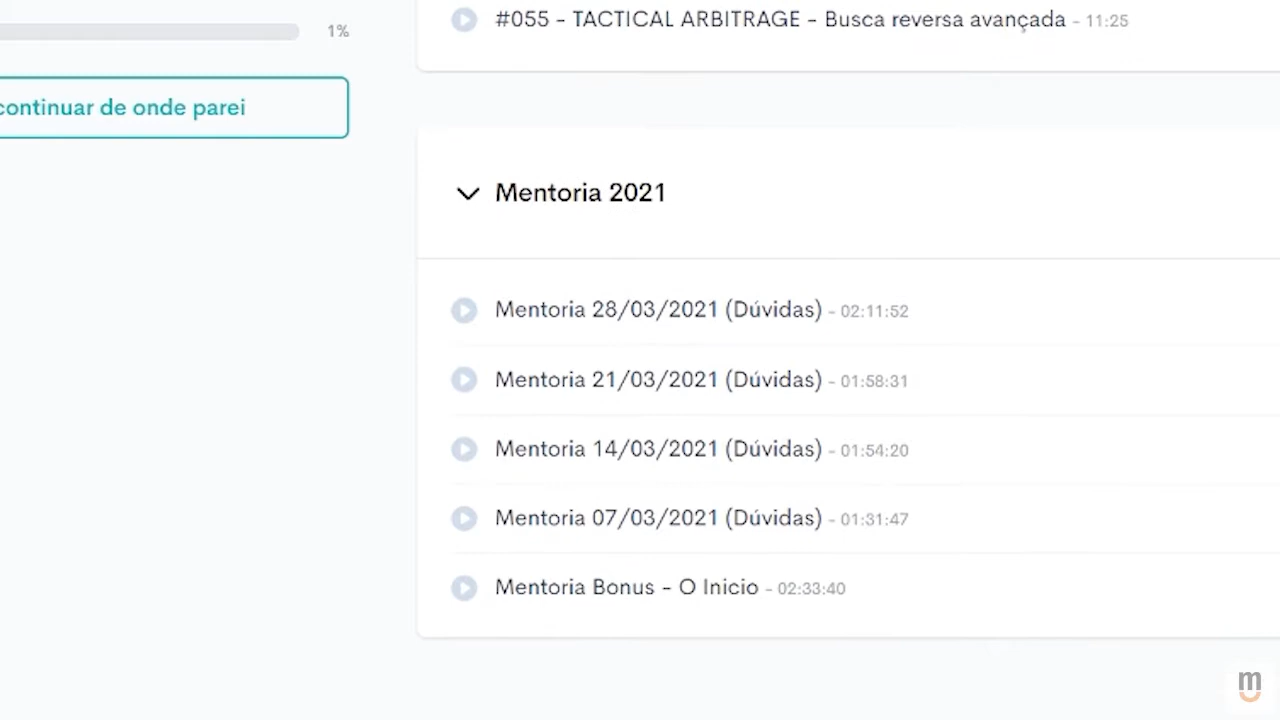 #055 - TACTICAL ARBITRAGE - Busca reversa avançada - 11:25
1%
continuar de onde parei
Mentoria 2021
Mentoria 28/03/2021 (Dúvidas) - 02:11:52
Mentoria 21/03/2021 (Dúvidas) - 01:58:31
Mentoria 14/03/2021 (Dúvidas) - 01:54:20
Mentoria 07/03/2021 (Dúvidas) - 01:31:47
Mentoria Bonus - O Inicio - 02:33:40
m